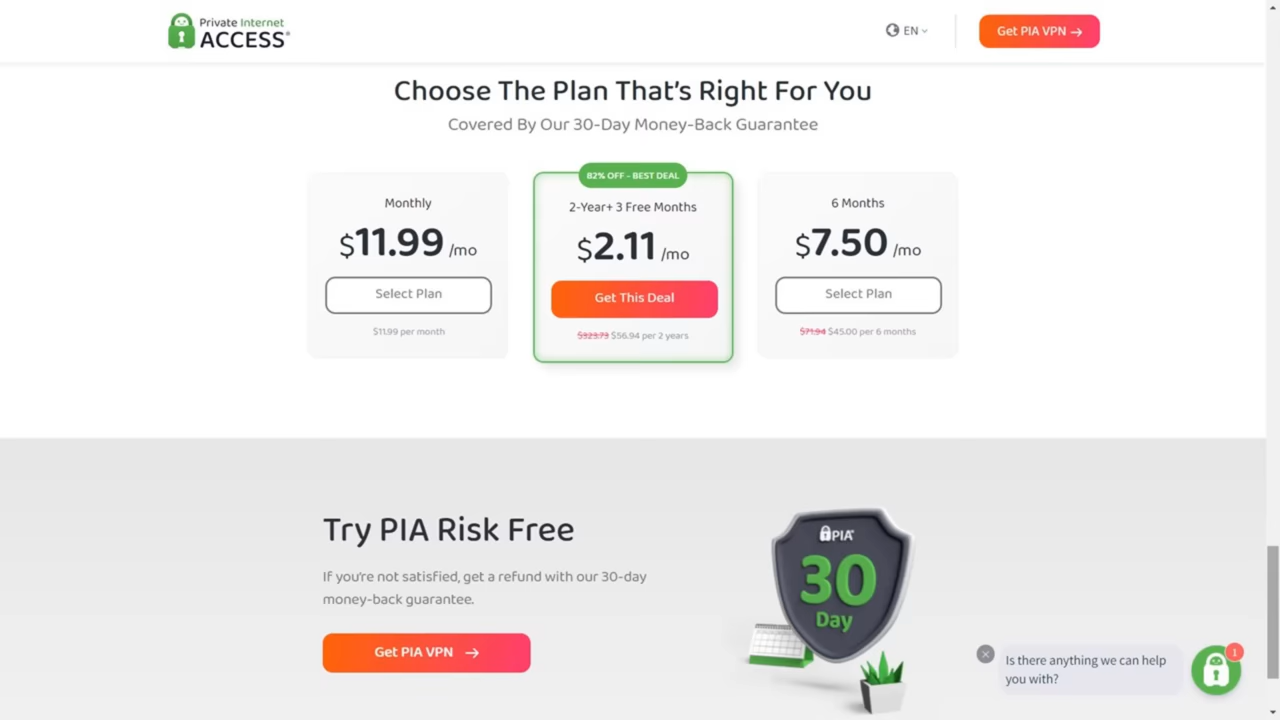 Private Internet
ACCESS®
EN
Get PIA VPN →
Choose The Plan That's Right For You
Covered By Our 30-Day Money-Back Guarantee
Monthly
$11.99 /mo
Select Plan
$11.99 per month
82% OFF - BEST DEAL
2-Year+ 3 Free Months
$2.11 /mo
Get This Deal
$323.73 $56.94 per 2 years
6 Months
$7.50 /mo
Select Plan
$71.94 $45.00 per 6 months
Try PIA Risk Free
If you're not satisfied, get a refund with our 30-day
money-back guarantee.
Get PIA VPN →
PIA®
30
Day
Is there anything we can help
you with?
1